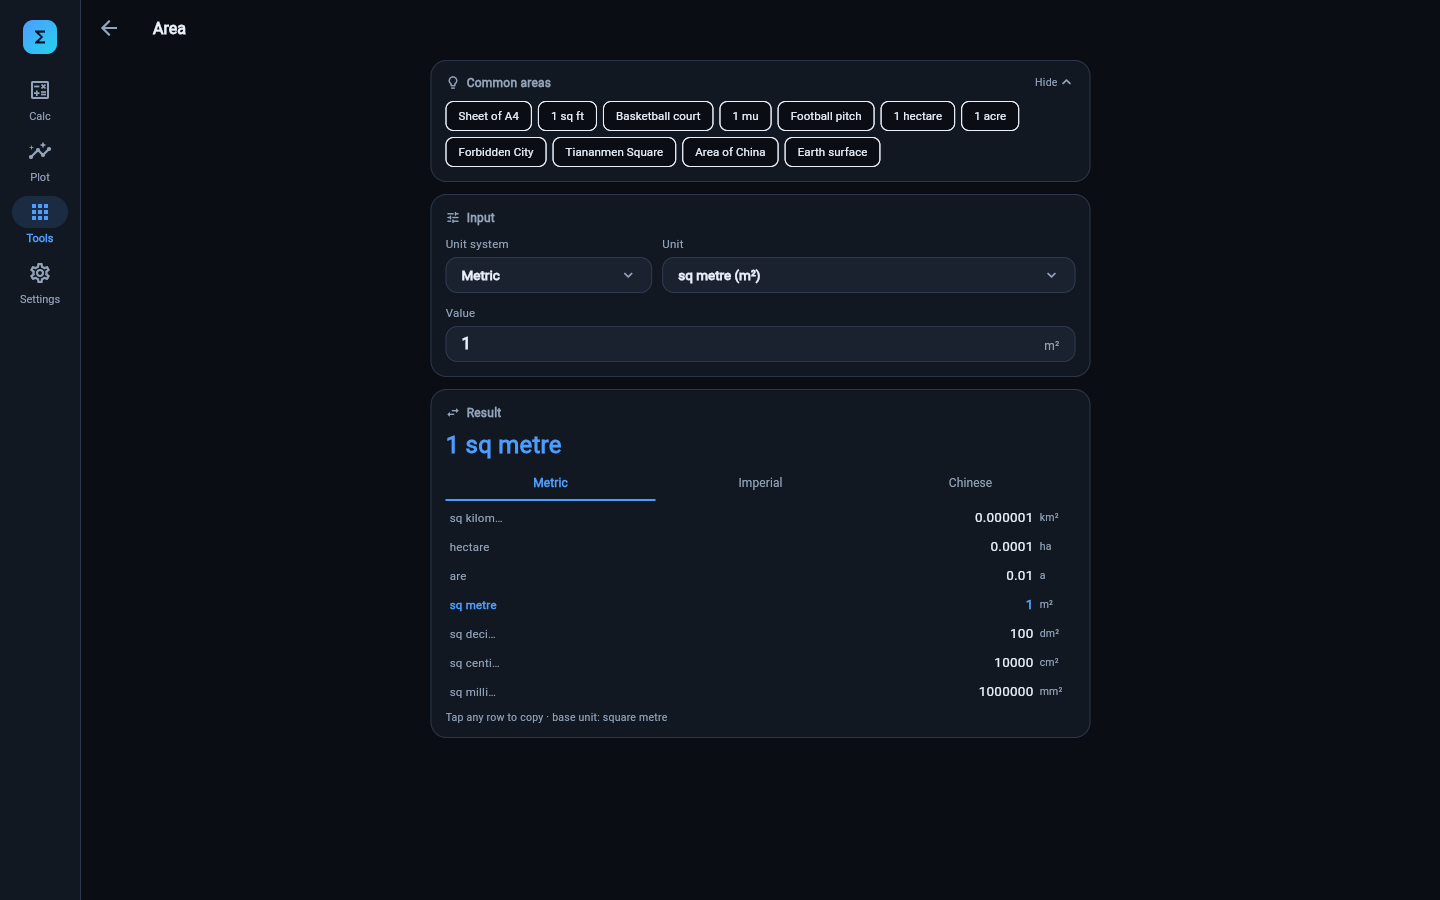 Σ
Area
Calc
Plot
Tools
Settings
Common areas
Hide
Sheet of A4 1 sq ft Basketball court 1 mu Football pitch 1 hectare 1 acre
Forbidden City Tiananmen Square Area of China Earth surface
Input
Unit system Unit
Metric sq metre (m²)
Value
1 m²
Result
1 sq metre
Metric Imperial Chinese
sq kilom… 0.000001 km²
hectare 0.0001 ha
are 0.01 a
sq metre 1 m²
sq deci… 100 dm²
sq centi… 10000 cm²
sq milli… 1000000 mm²
Tap any row to copy · base unit: square metre